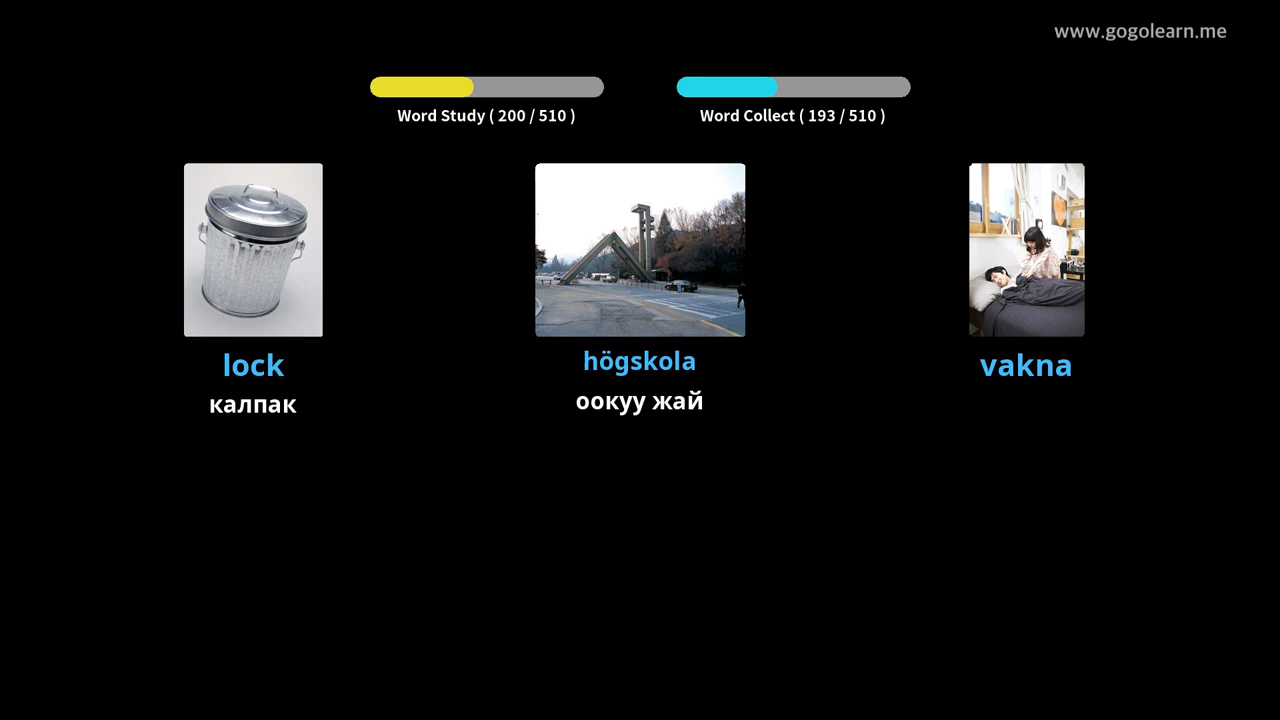 www.gogolearn.me
Word Study ( 200 / 510 )
Word Collect ( 193 / 510 )
lock
калпак
högskola
оокуу жай
vakna